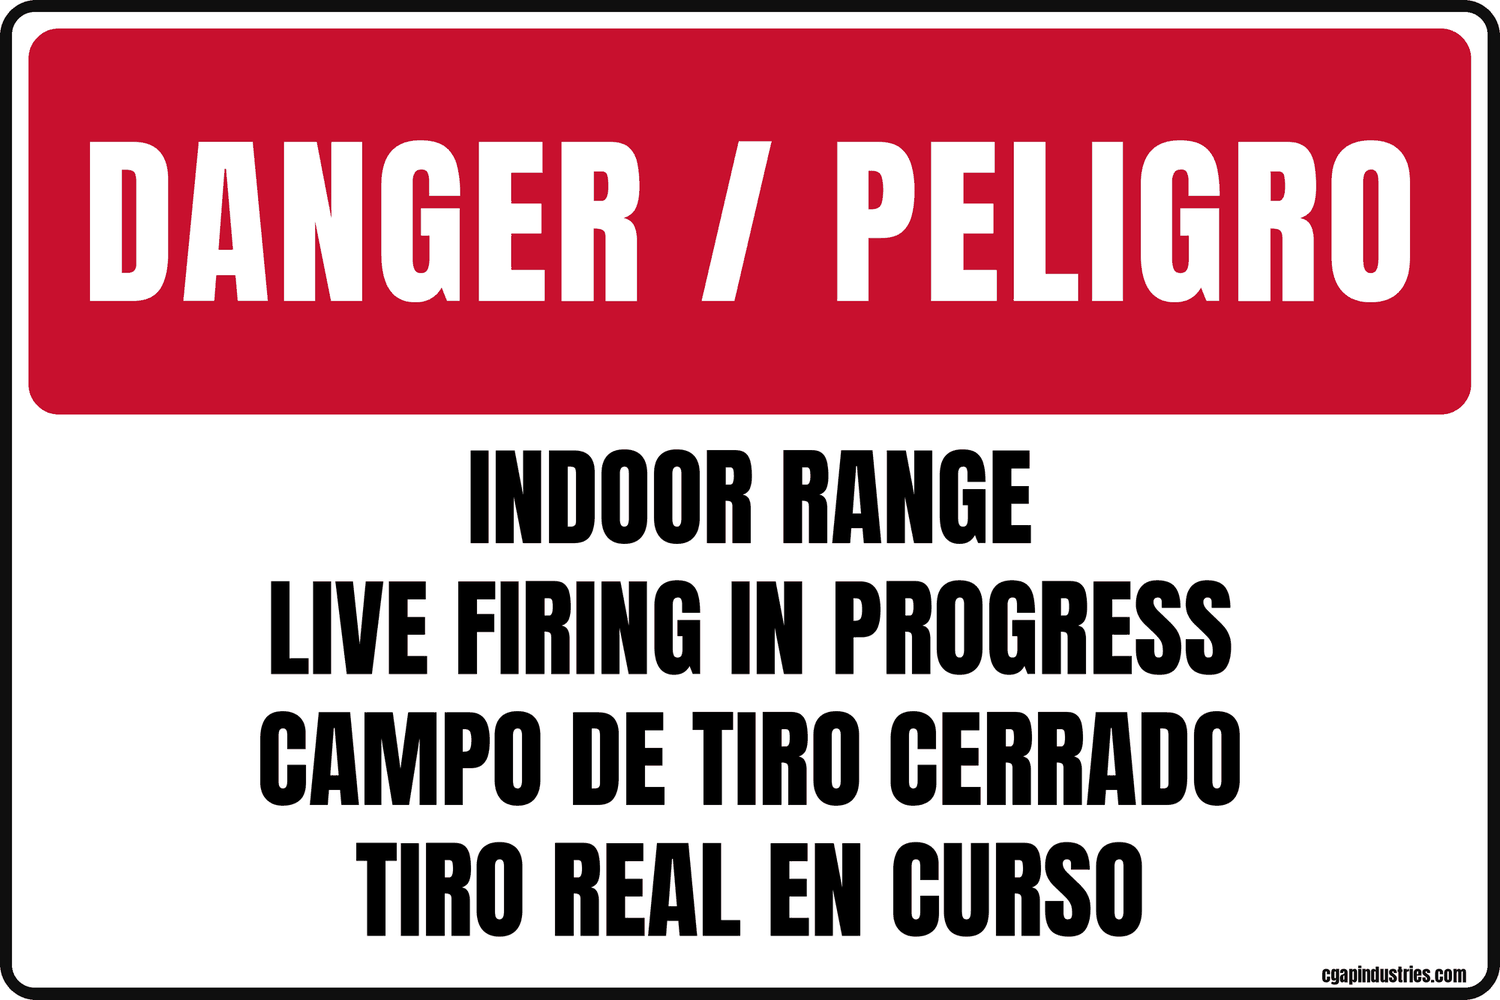 DANGER / PELIGRO
INDOOR RANGE
LIVE FIRING IN PROGRESS
CAMPO DE TIRO CERRADO
TIRO REAL EN CURSO
cgapindustries.com